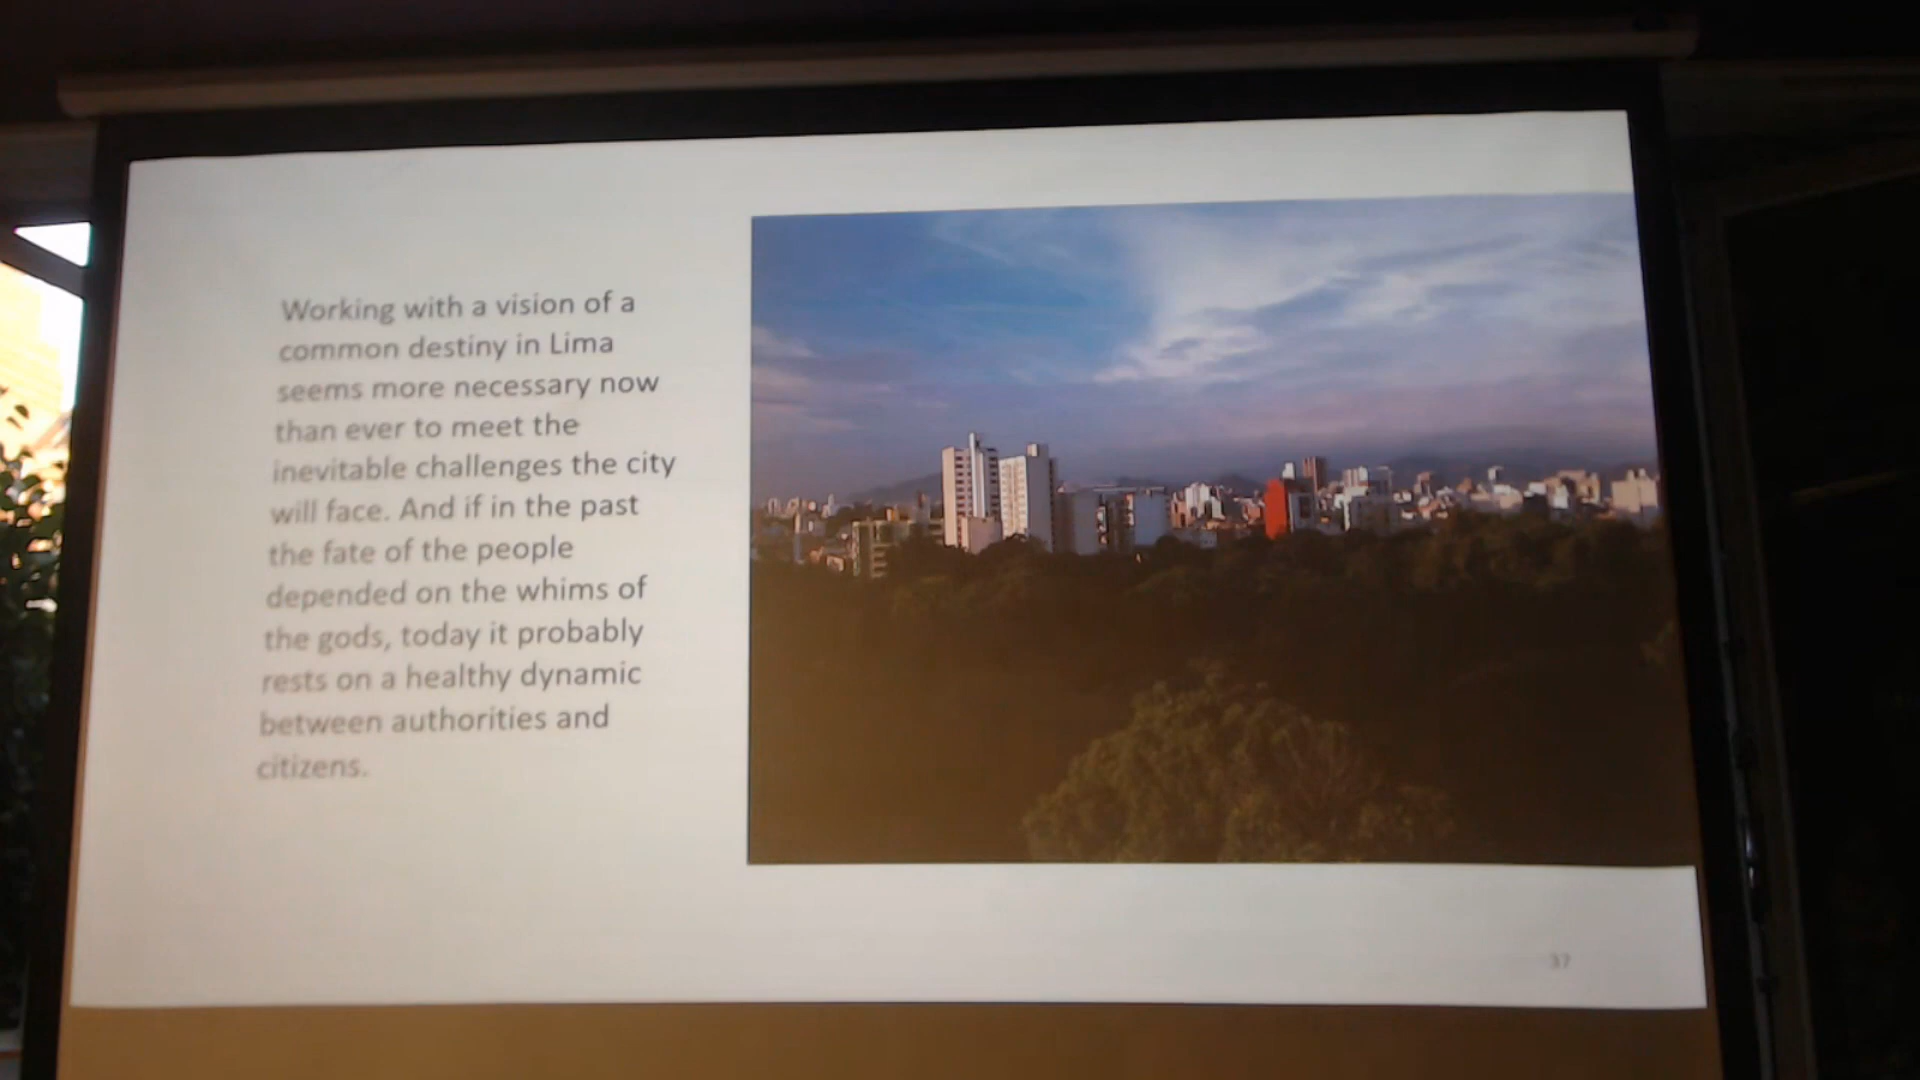 Working with a vision of a
common destiny in Lima
seems more necessary now
than ever to meet the
inevitable challenges the city
will face. And if in the past
the fate of the people
depended on the whims of
the gods, today it probably
rests on a healthy dynamic
between authorities and
citizens.
37